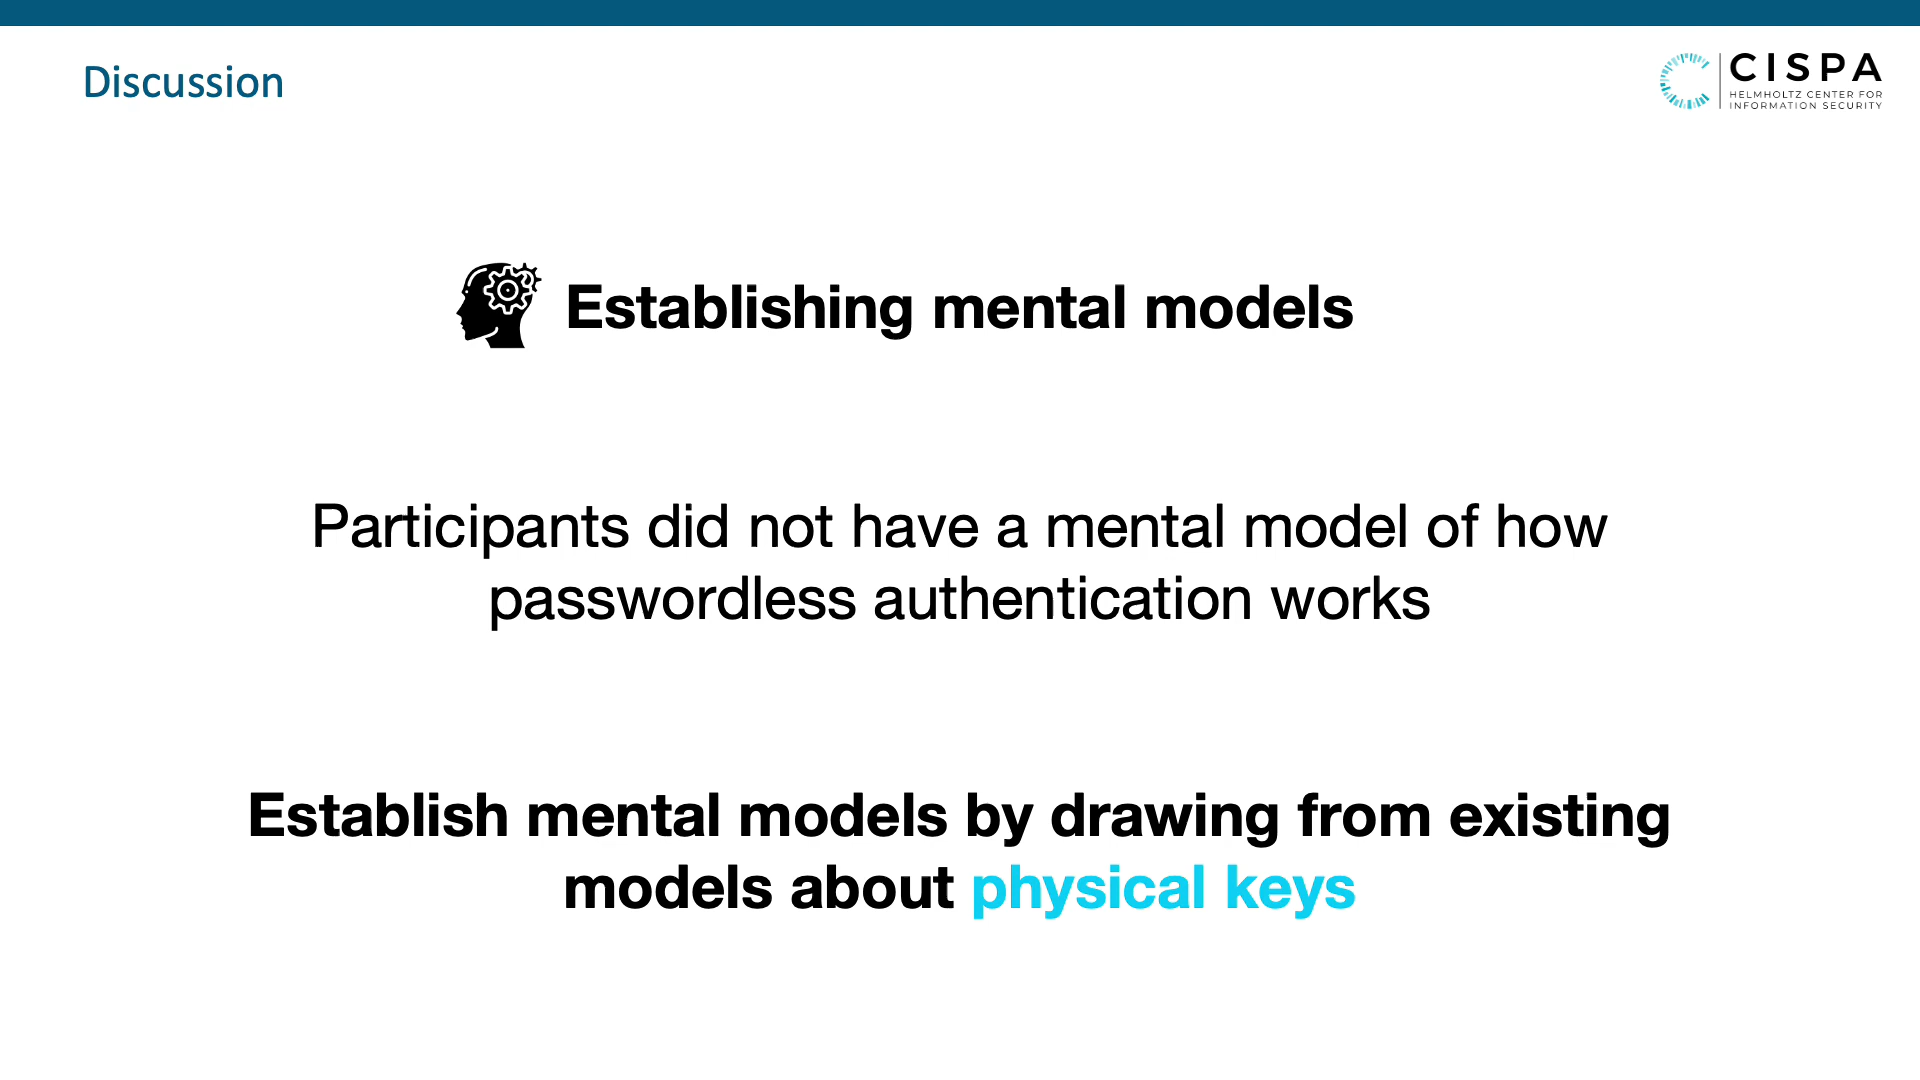 Discussion
CISPA
HELMHOLTZ CENTER FOR
INFORMATION SECURITY
Establishing mental models
Participants did not have a mental model of how
passwordless authentication works
Establish mental models by drawing from existing
models about physical keys